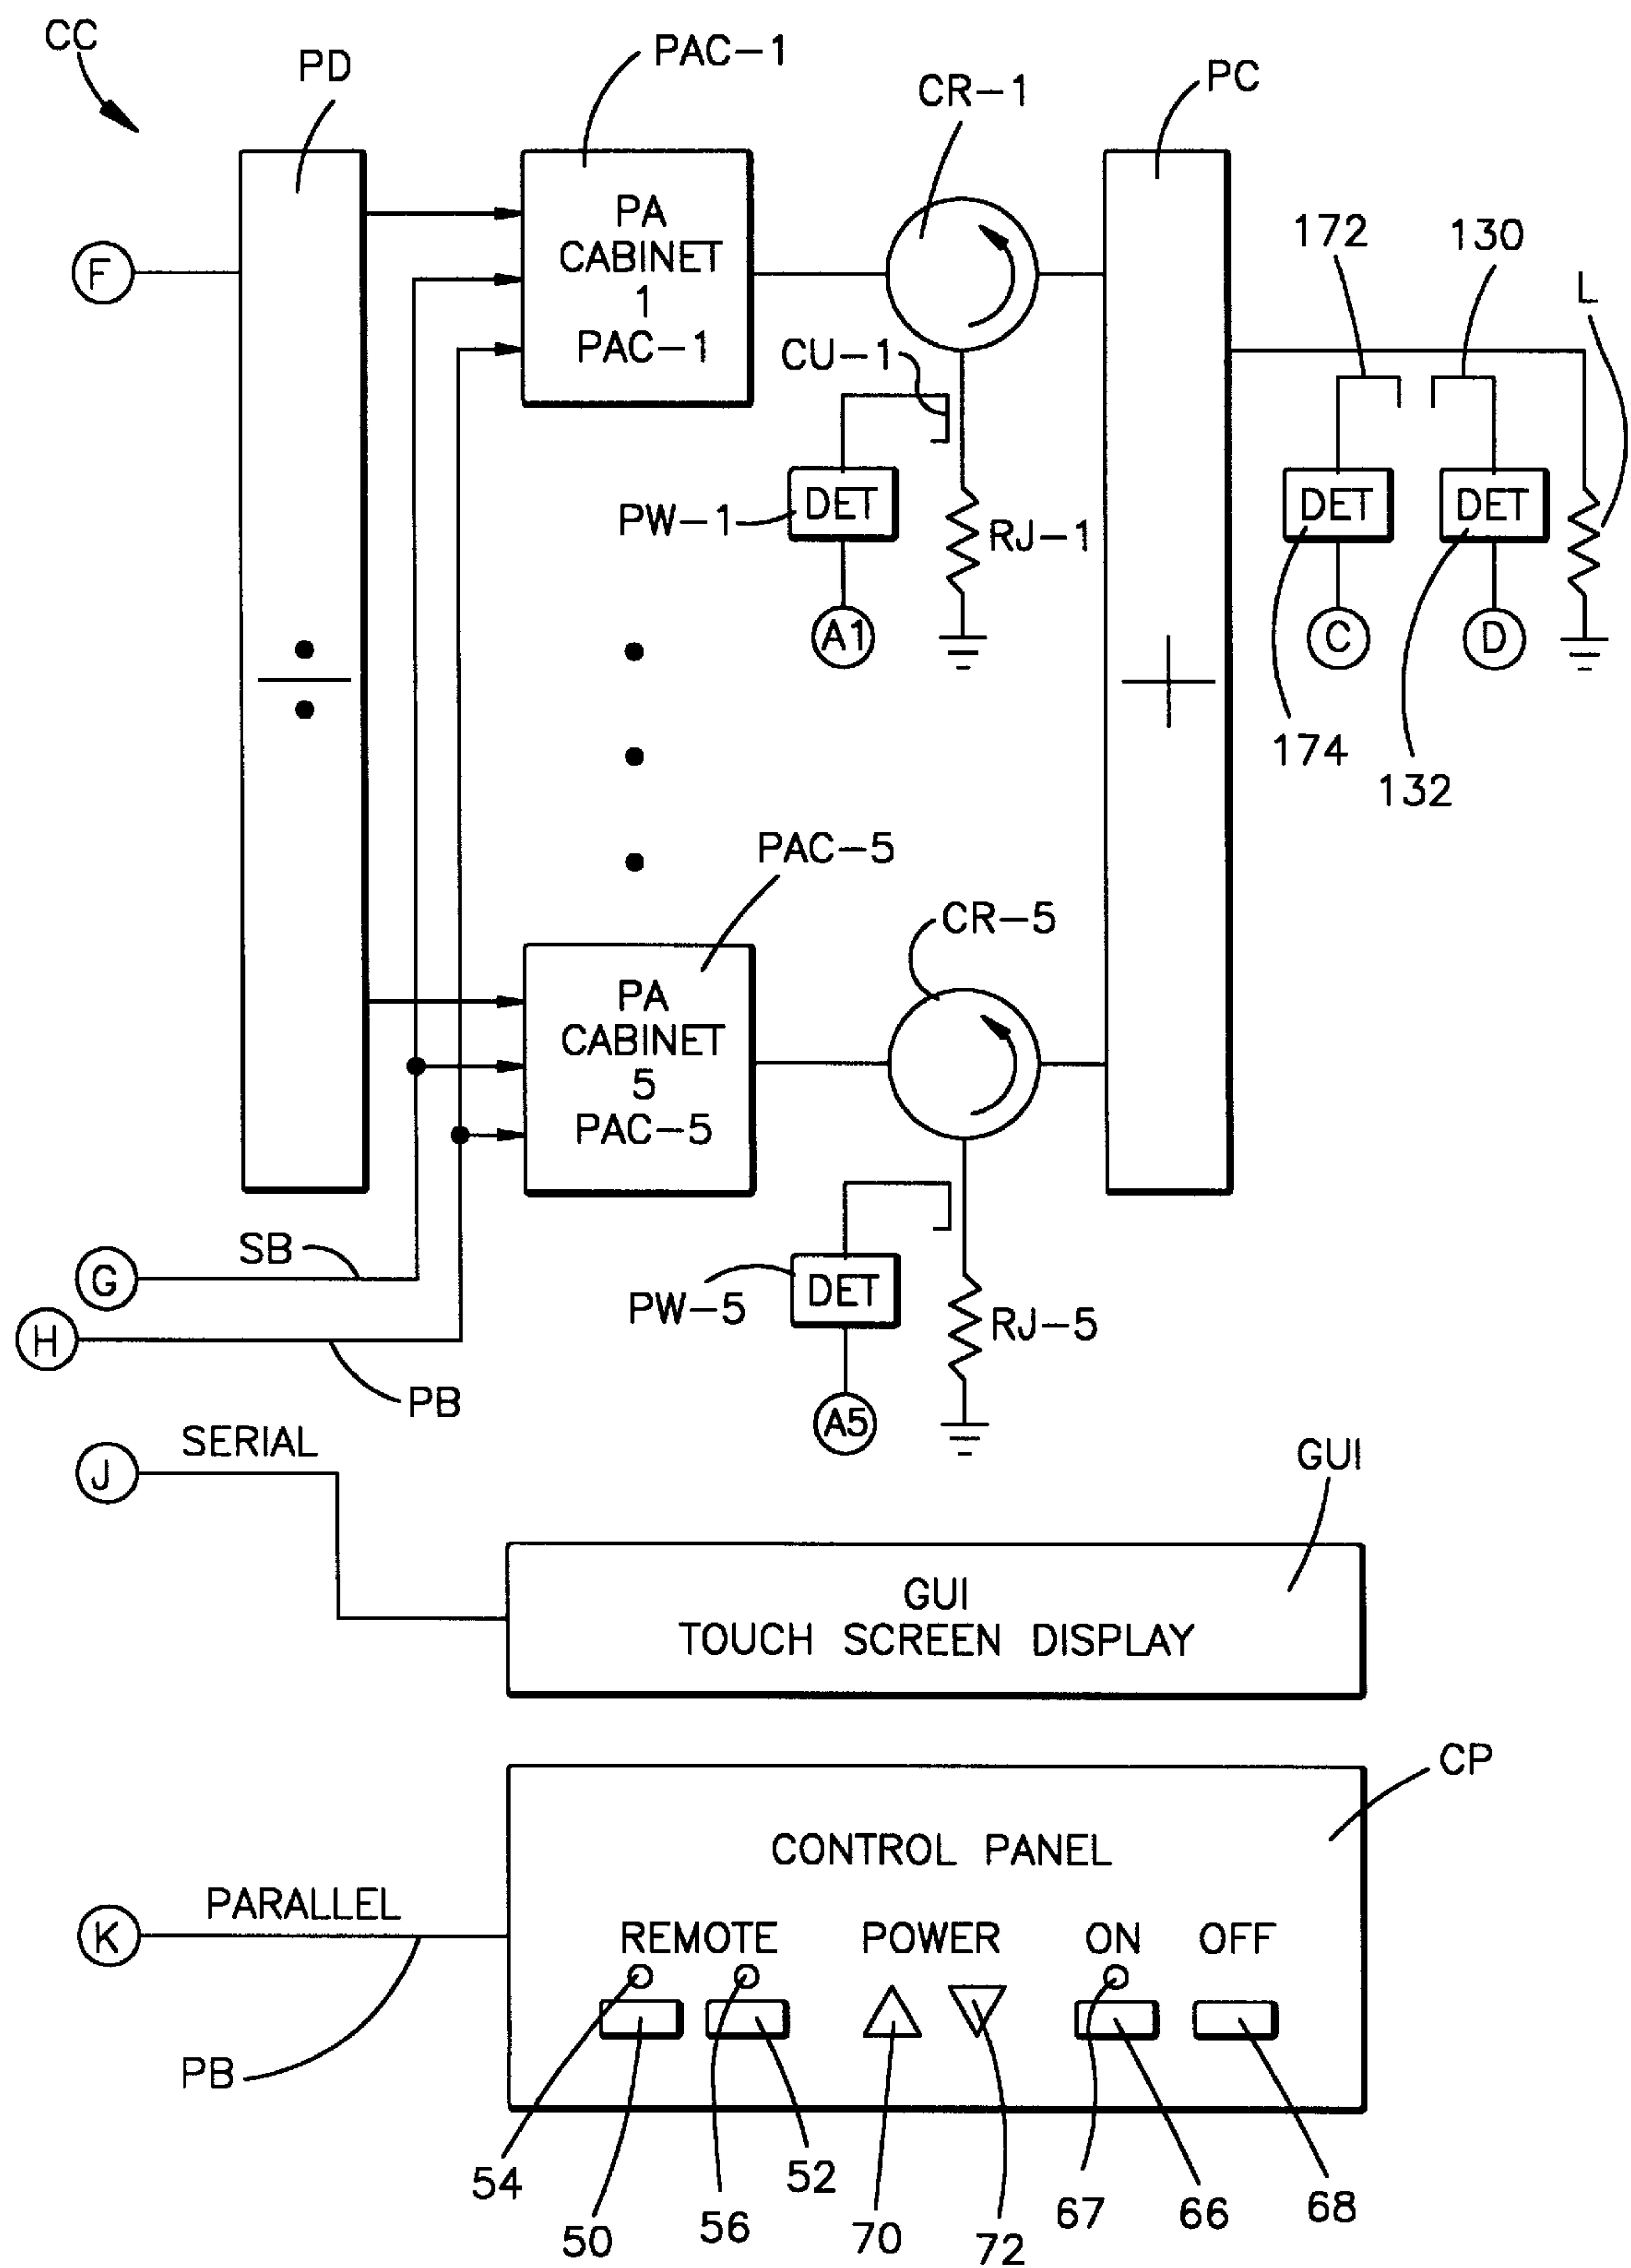 CC
PD
PAC-1
CR-1
PC
172
130
L
F
PA
CABINET
1
PAC-1
CU-1
PW-1
DET
RJ-1
A1
DET
DET
C
D
174
132
PAC-5
CR-5
PA
CABINET
5
PAC-5
G
SB
H
PB
PW-5
DET
RJ-5
A5
J
SERIAL
GUI
GUI
TOUCH SCREEN DISPLAY
CP
CONTROL PANEL
K
PARALLEL
REMOTE
POWER
ON
OFF
PB
54
50
56
52
70
72
67
66
68